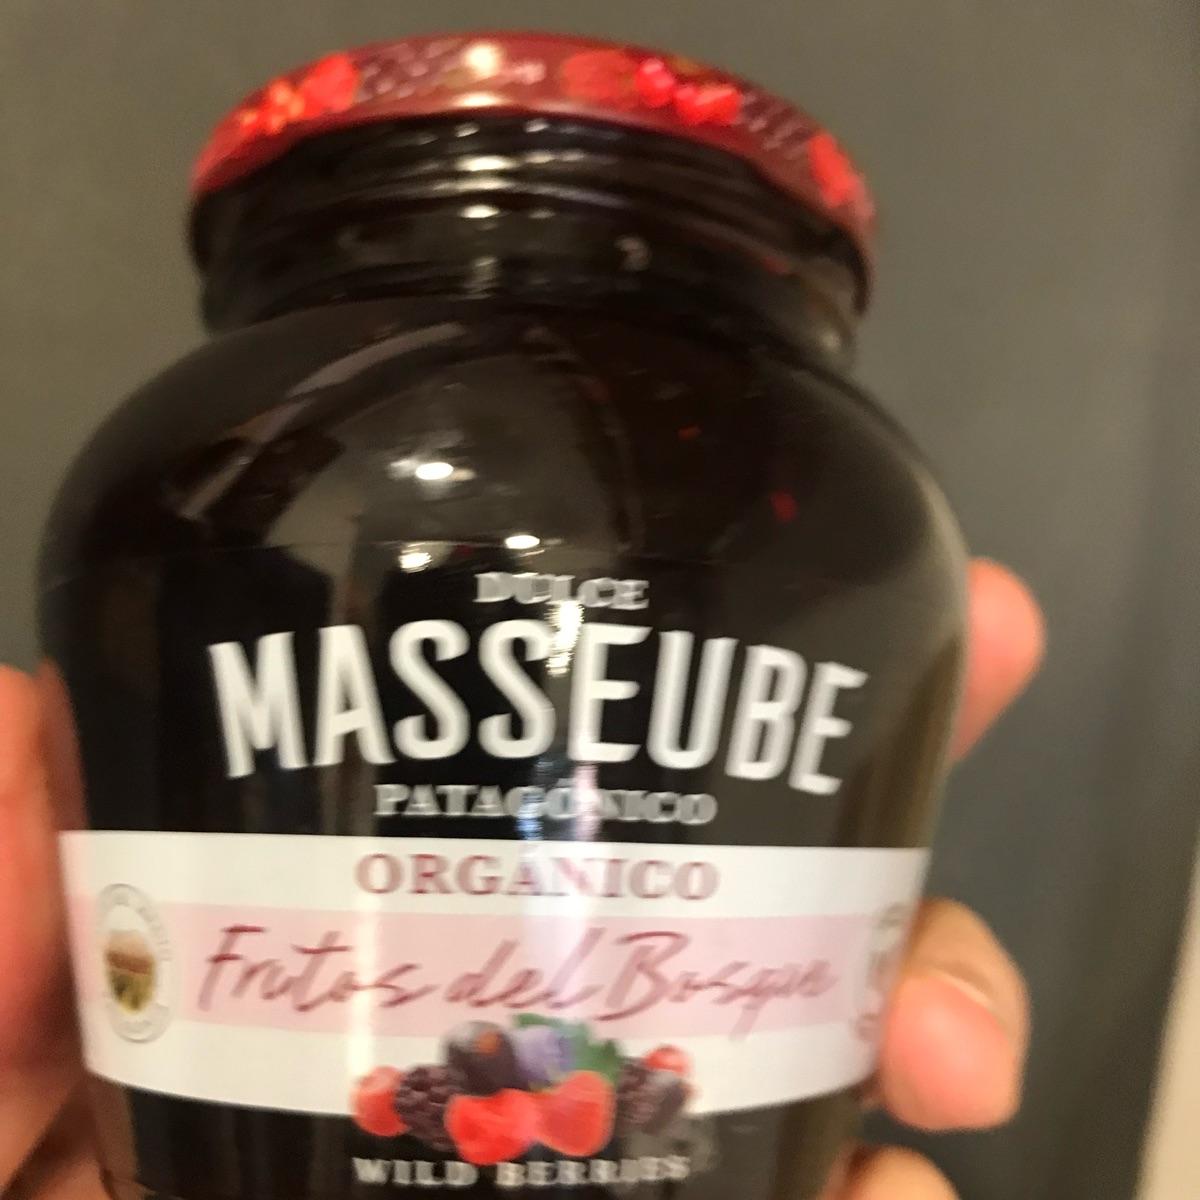 DULCE
MASSEUBE
PATAGÓNICO
ORGÁNICO
Frutos del Bosque
WILD BERRIES